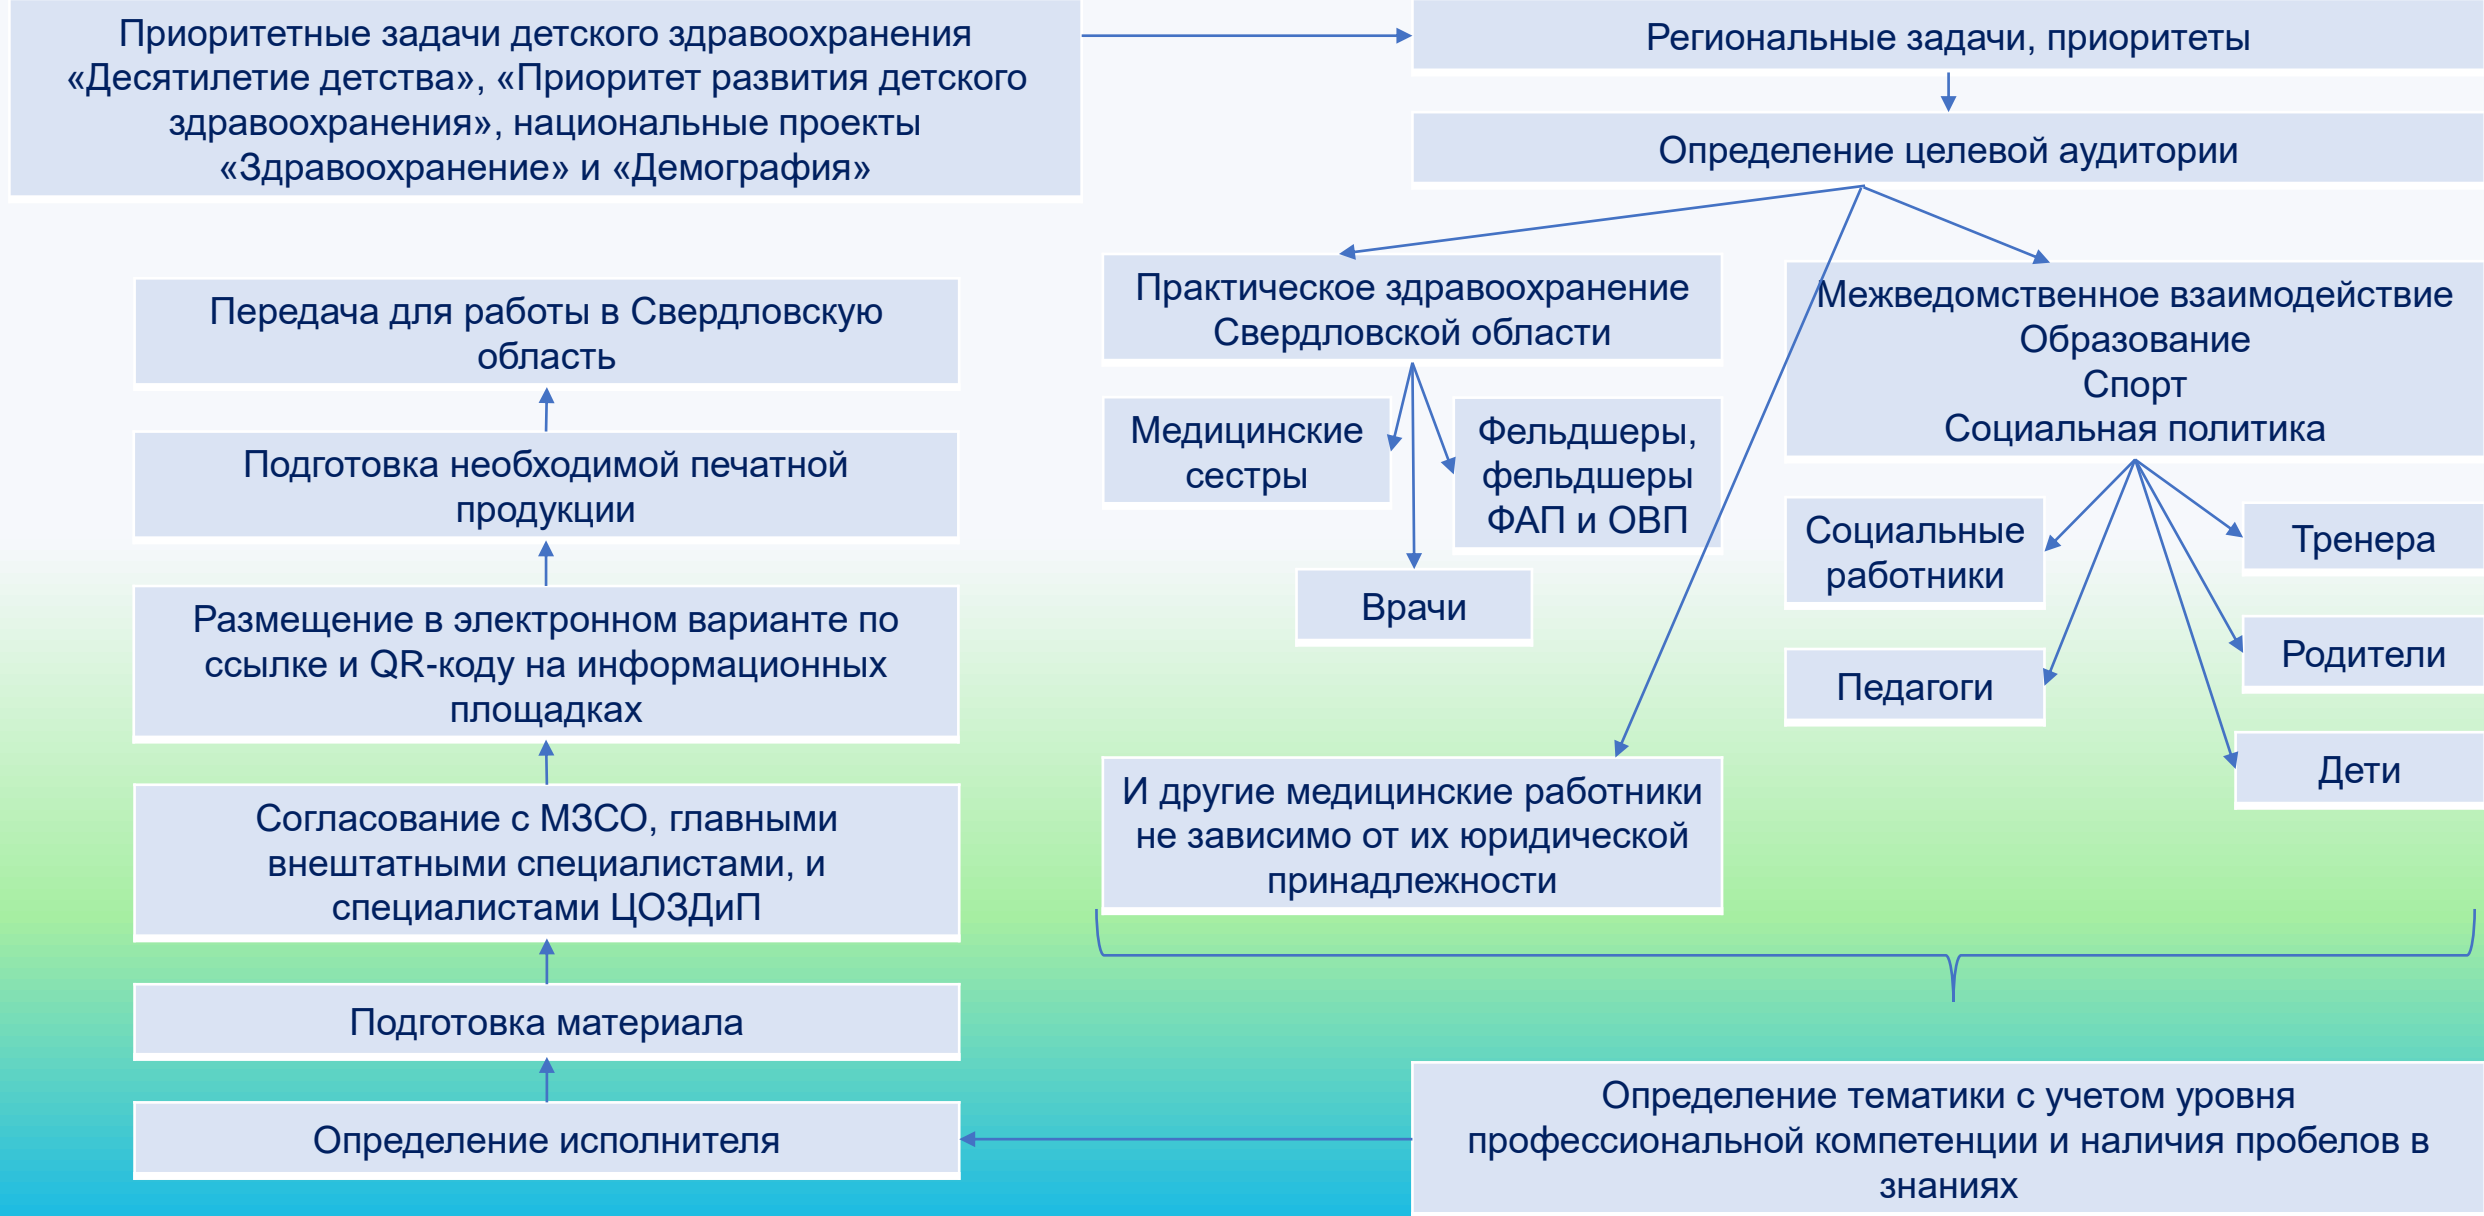 Приоритетные задачи детского здравоохранения
«Десятилетие детства», «Приоритет развития детского
здравоохранения», национальные проекты
«Здравоохранение» и «Демография»
Региональные задачи, приоритеты
Определение целевой аудитории
Практическое здравоохранение
Свердловской области
Медицинские
сестры
Фельдшеры,
фельдшеры
ФАП и ОВП
Врачи
Межведомственное взаимодействие
Образование
Спорт
Социальная политика
Социальные
работники
Педагоги
Тренера
Родители
Дети
И другие медицинские работники
не зависимо от их юридической
принадлежности
Определение тематики с учетом уровня
профессиональной компетенции и наличия пробелов в
знаниях
Передача для работы в Свердловскую
область
Подготовка необходимой печатной
продукции
Размещение в электронном варианте по
ссылке и QR-коду на информационных
площадках
Согласование с МЗСО, главными
внештатными специалистами, и
специалистами ЦОЗДиП
Подготовка материала
Определение исполнителя